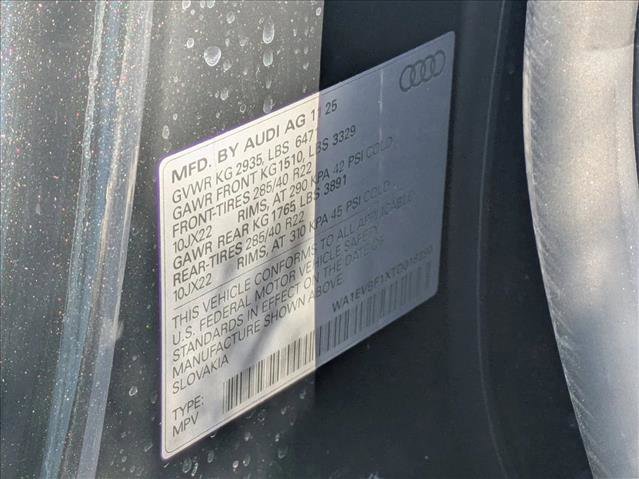 MFD. BY AUDI AG 11 25
GVWR KG 2935, LBS 6471
GAWR FRONT KG 1510, LBS 3329
FRONT-TIRES 285/40 R22
10JX22 RIMS, AT 290 KPA 42 PSI COLD
GAWR REAR KG 1765 LBS 3891
REAR-TIRES 285/40 R22
10JX22 RIMS, AT 310 KPA 45 PSI COLD
THIS VEHICLE CONFORMS TO ALL APPLICABLE
U.S. FEDERAL MOTOR VEHICLE SAFETY
STANDARDS IN EFFECT ON THE DATE OF
MANUFACTURE SHOWN ABOVE.
SLOVAKIA
TYPE:
MPV